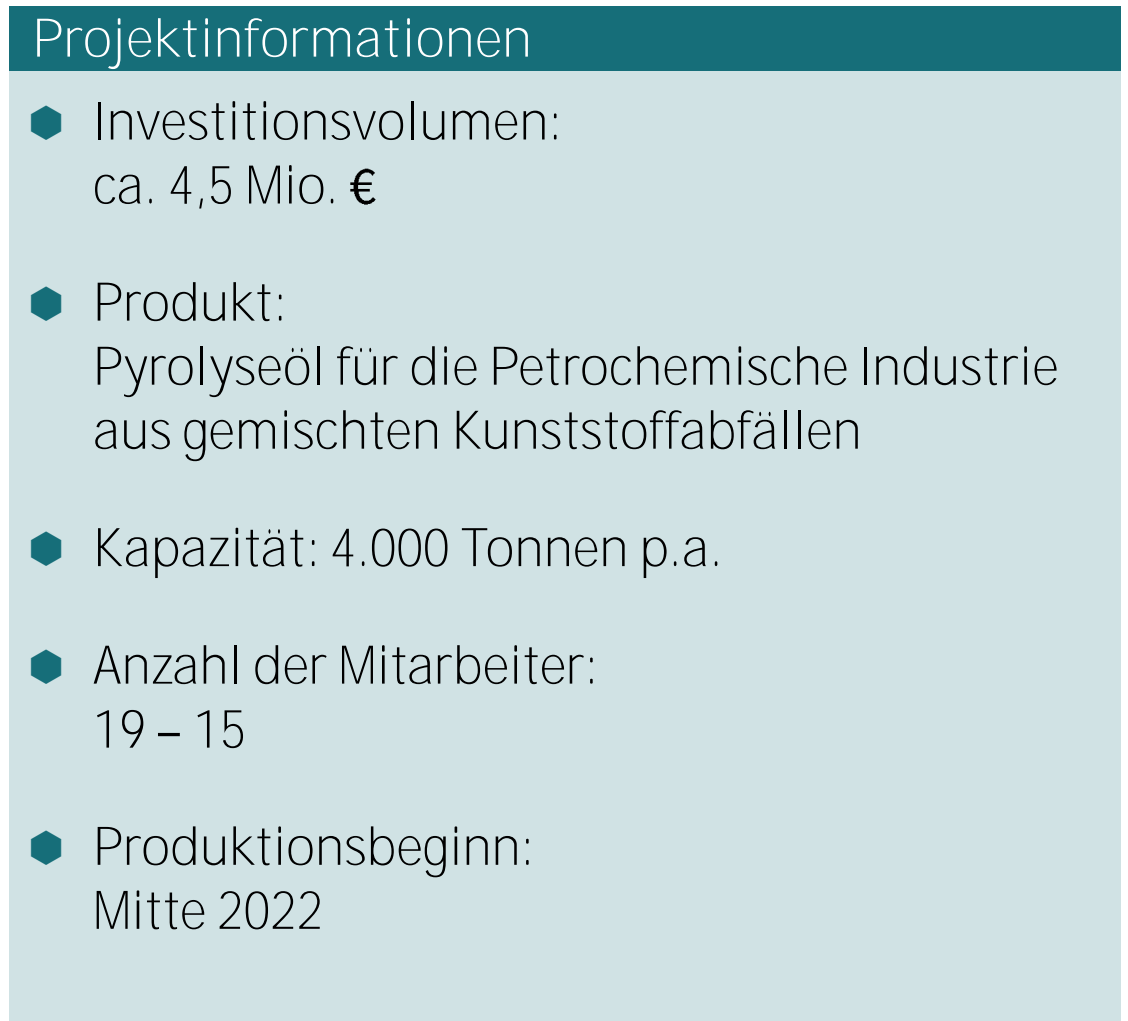 Projektinformationen
Investitionsvolumen:
ca. 4,5 Mio. €
Produkt:
Pyrolyseöl für die Petrochemische Industrie
aus gemischten Kunststoffabfällen
Kapazität: 4.000 Tonnen p.a.
Anzahl der Mitarbeiter:
19 – 15
Produktionsbeginn:
Mitte 2022